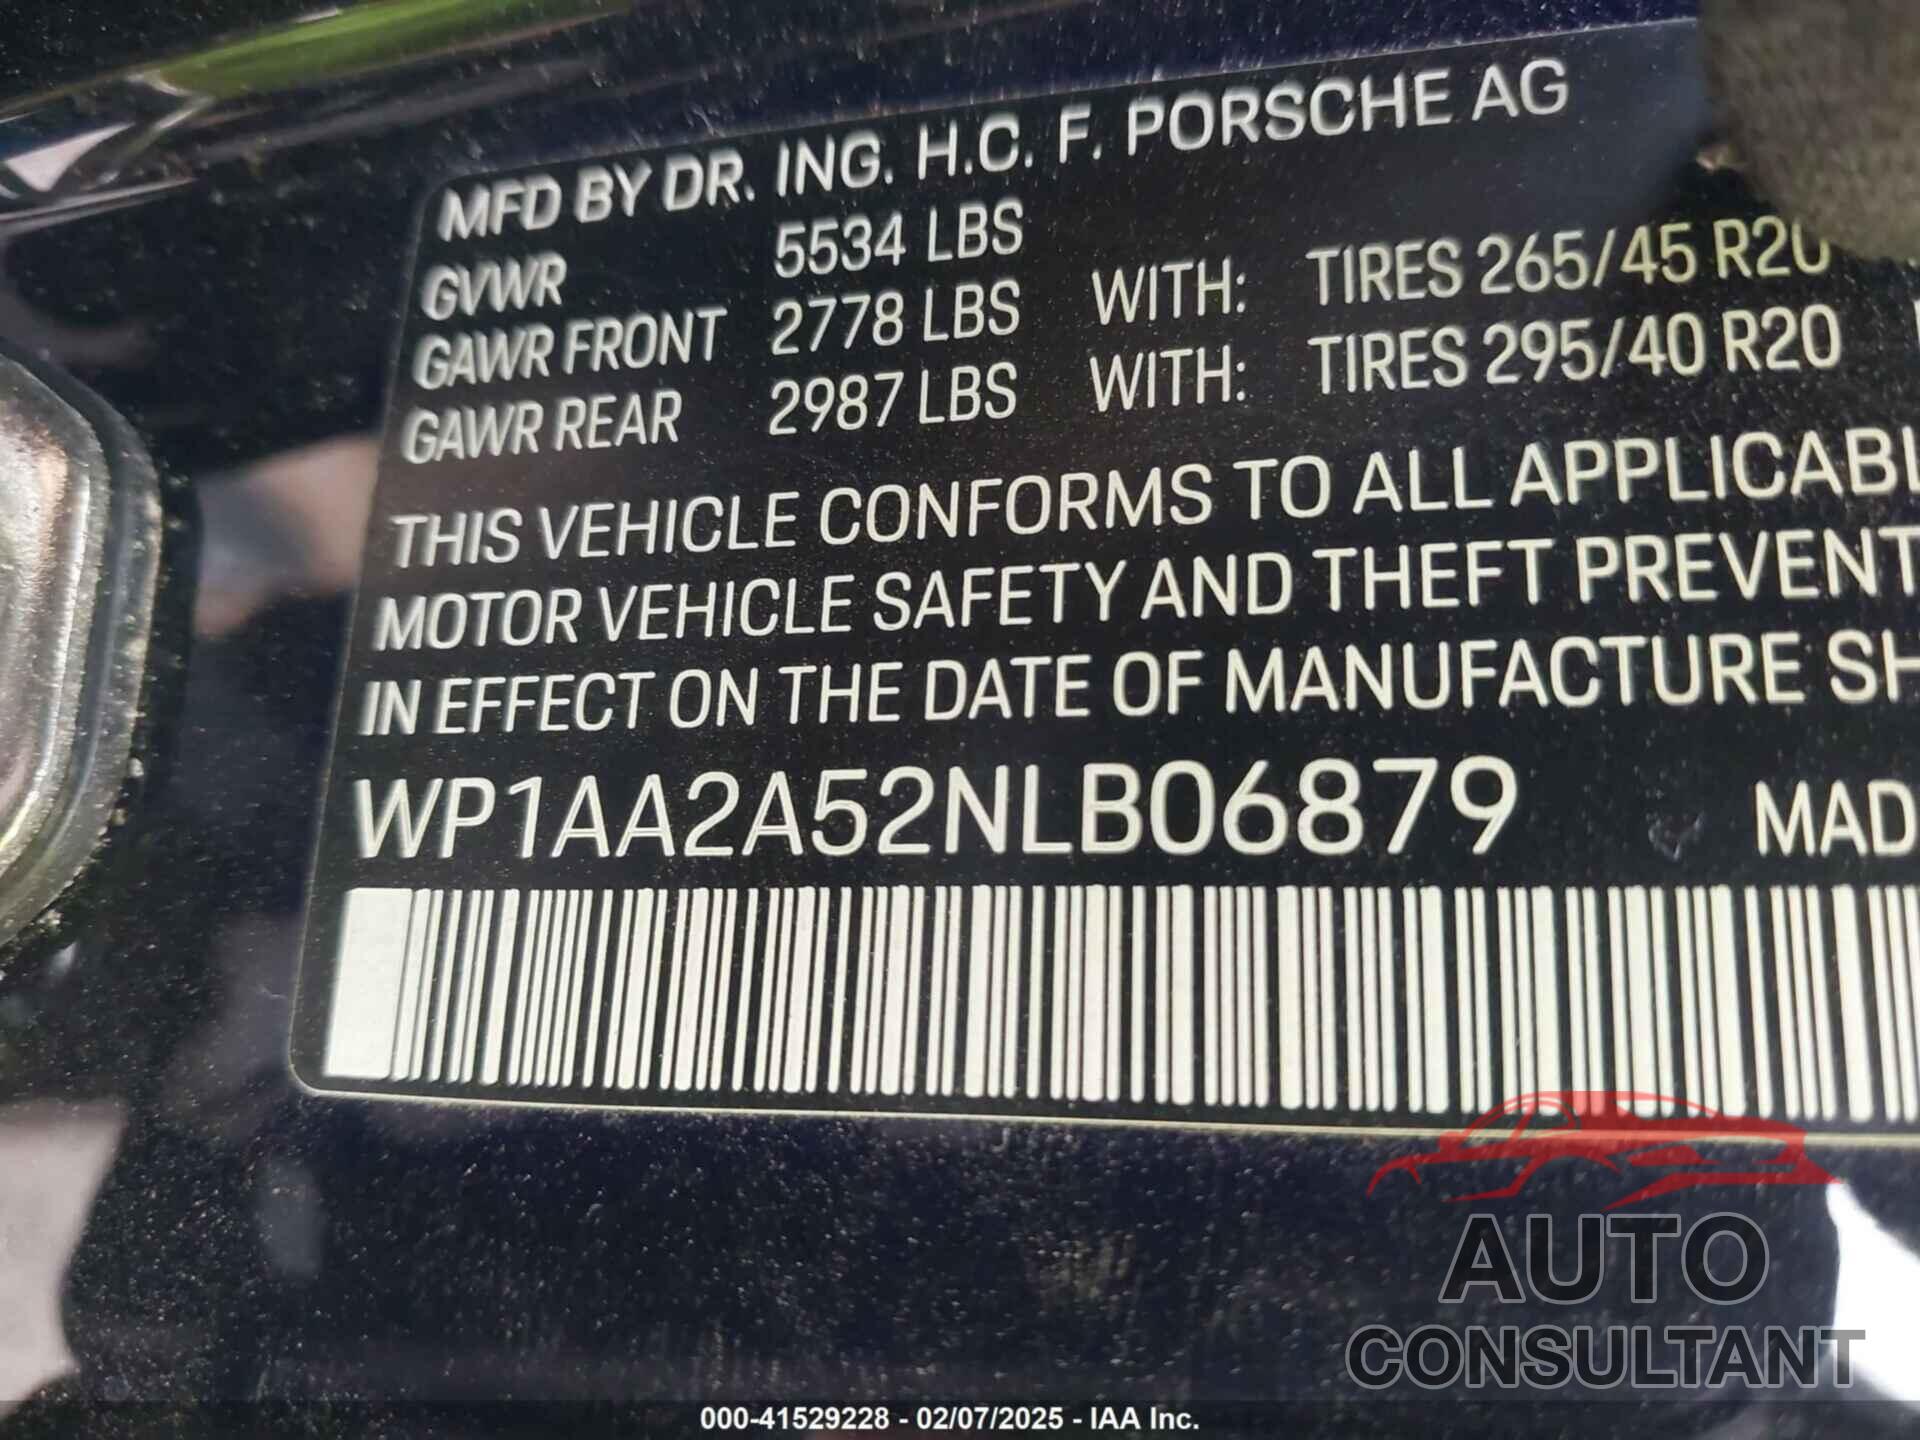 MFD BY DR. ING. H.C. F. PORSCHE AG
GVWR 5534 LBS
GAWR FRONT 2778 LBS WITH: TIRES 265/45 R20
GAWR REAR 2987 LBS WITH: TIRES 295/40 R20
THIS VEHICLE CONFORMS TO ALL APPLICABL
MOTOR VEHICLE SAFETY AND THEFT PREVENT
IN EFFECT ON THE DATE OF MANUFACTURE SH
WP1AA2A52NLB06879 MAD
AUTO
CONSULTANT
000-41529228 - 02/07/2025 - IAA Inc.